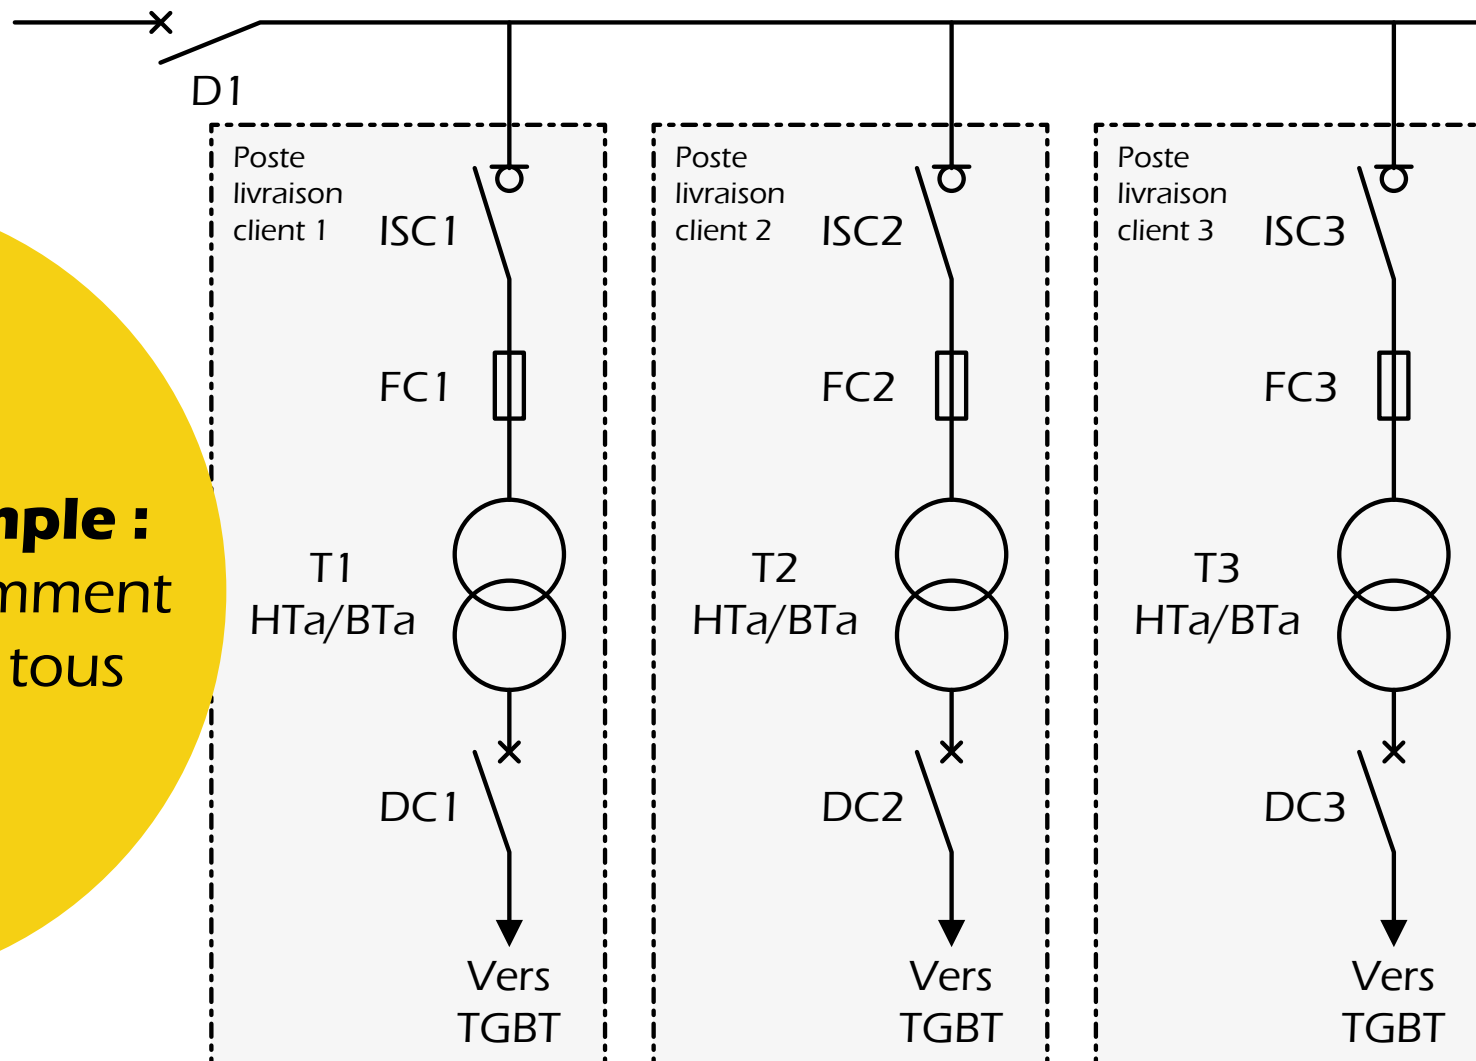 D1
Poste
livraison
client 1
ISC1
FC1
T1
HTa/BTa
DC1
Vers
TGBT
Poste
livraison
client 2
ISC2
FC2
T2
HTa/BTa
DC2
Vers
TGBT
Poste
livraison
client 3
ISC3
FC3
T3
HTa/BTa
DC3
Vers
TGBT
:
tous